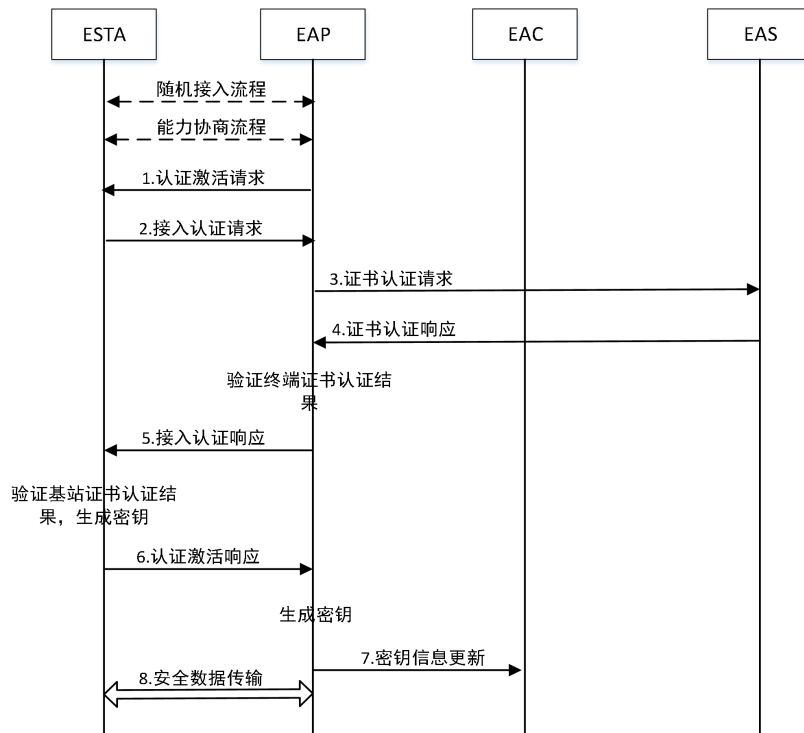 ESTA
EAP
EAC
EAS
随机接入流程
能力协商流程
1.认证激活请求
2.接入认证请求
3.证书认证请求
4.证书认证响应
验证终端证书认证结
果
5.接入认证响应
验证基站证书认证结
果，生成密钥
6.认证激活响应
生成密钥
7.密钥信息更新
8.安全数据传输